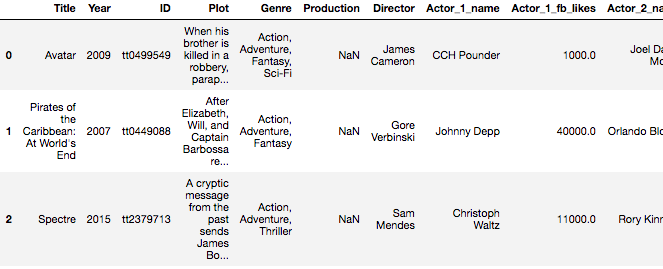 Title Year ID Plot Genre Production Director Actor_1_name Actor_1_fb_likes
0 Avatar 2009 tt0499549 When his
brother is
killed in a
robbery,
parap... Action,
Adventure,
Fantasy,
Sci-Fi NaN James
Cameron CCH Pounder 1000.0 Joel
1 Pirates of
the
Caribbean:
At World's
End 2007 tt0449088 After
Elizabeth,
Will, and
Captain
Barbossa
re... Action,
Adventure,
Fantasy NaN Gore
Verbinski Johnny Depp 40000.0 Orlando
2 Spectre 2015 tt2379713 A cryptic
message
from the
past
sends
James
Bo... Action,
Adventure,
Thriller NaN Sam
Mendes Christoph
Waltz 11000.0 Rory